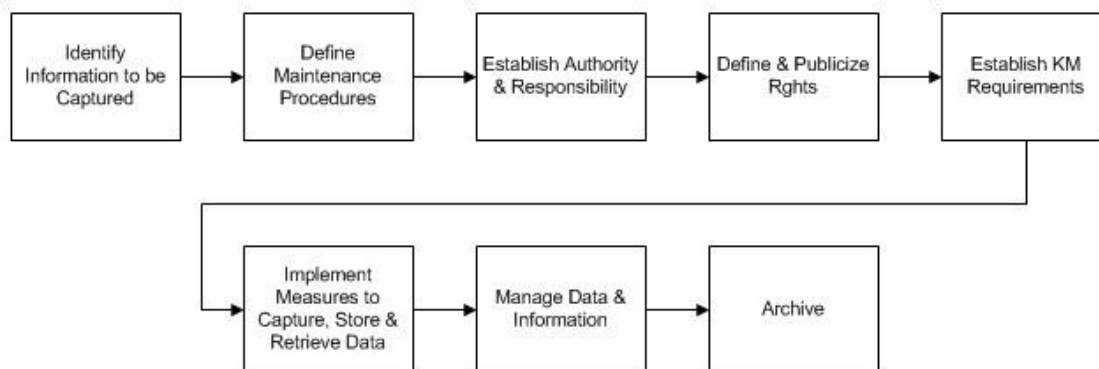 Identify
Information to be
Captured
Define
Maintenance
Procedures
Establish Authority
& Responsibility
Define & Publicize
Rghts
Establish KM
Requirements
Implement
Measures to
Capture, Store &
Retrieve Data
Manage Data &
Information
Archive